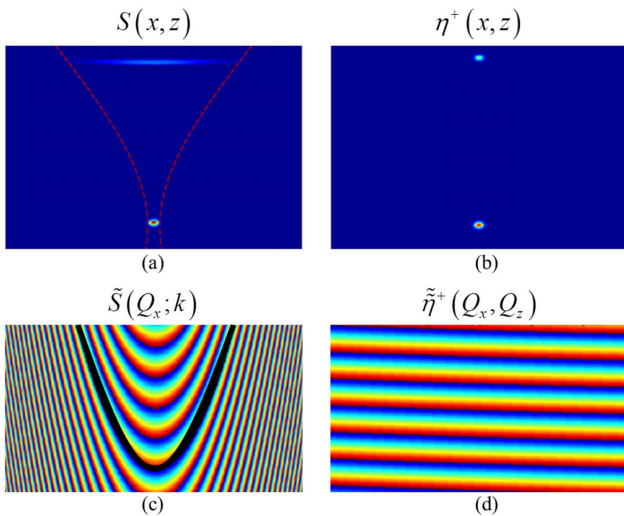 S(x, z) η⁺(x, z)
(a) (b)
S̃(Qₓ; k) η̃̃⁺(Qₓ, Q_z)
(c) (d)